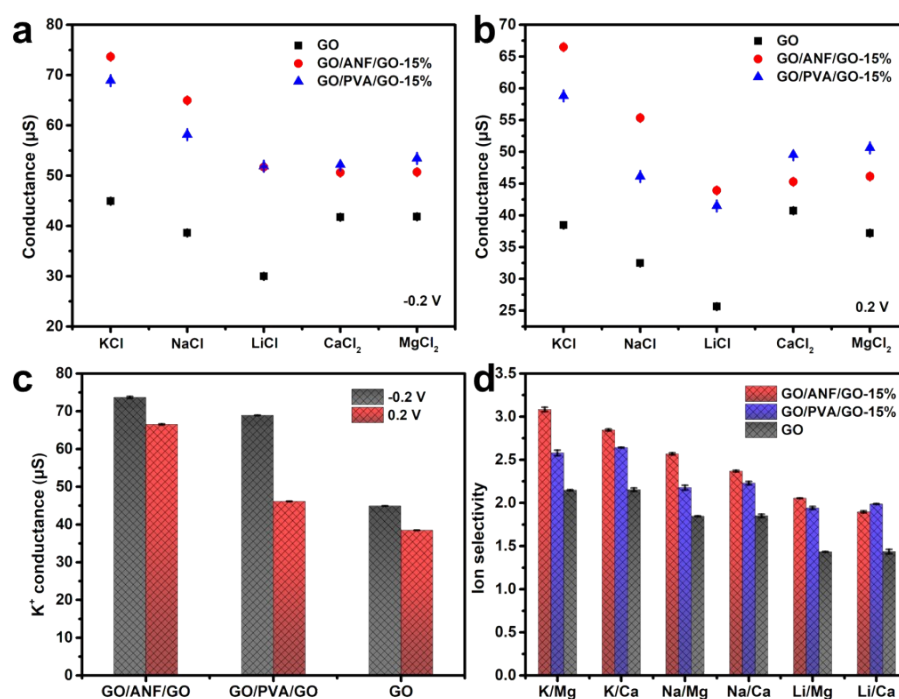 a
80
70
60
50
40
30
20
Conductance (µS)
GO
GO/ANF/GO-15%
GO/PVA/GO-15%
-0.2 V
KCl
NaCl
LiCl
CaCl₂
MgCl₂
b
70
65
60
55
50
45
40
35
30
25
Conductance (µS)
GO
GO/ANF/GO-15%
GO/PVA/GO-15%
0.2 V
KCl
NaCl
LiCl
CaCl₂
MgCl₂
c
80
70
60
50
40
30
20
10
0
K⁺ conductance (µS)
-0.2 V
0.2 V
GO/ANF/GO
GO/PVA/GO
GO
d
3.5
3.0
2.5
2.0
1.5
1.0
0.5
0.0
Ion selectivity
GO/ANF/GO-15%
GO/PVA/GO-15%
GO
K/Mg
K/Ca
Na/Mg
Na/Ca
Li/Mg
Li/Ca